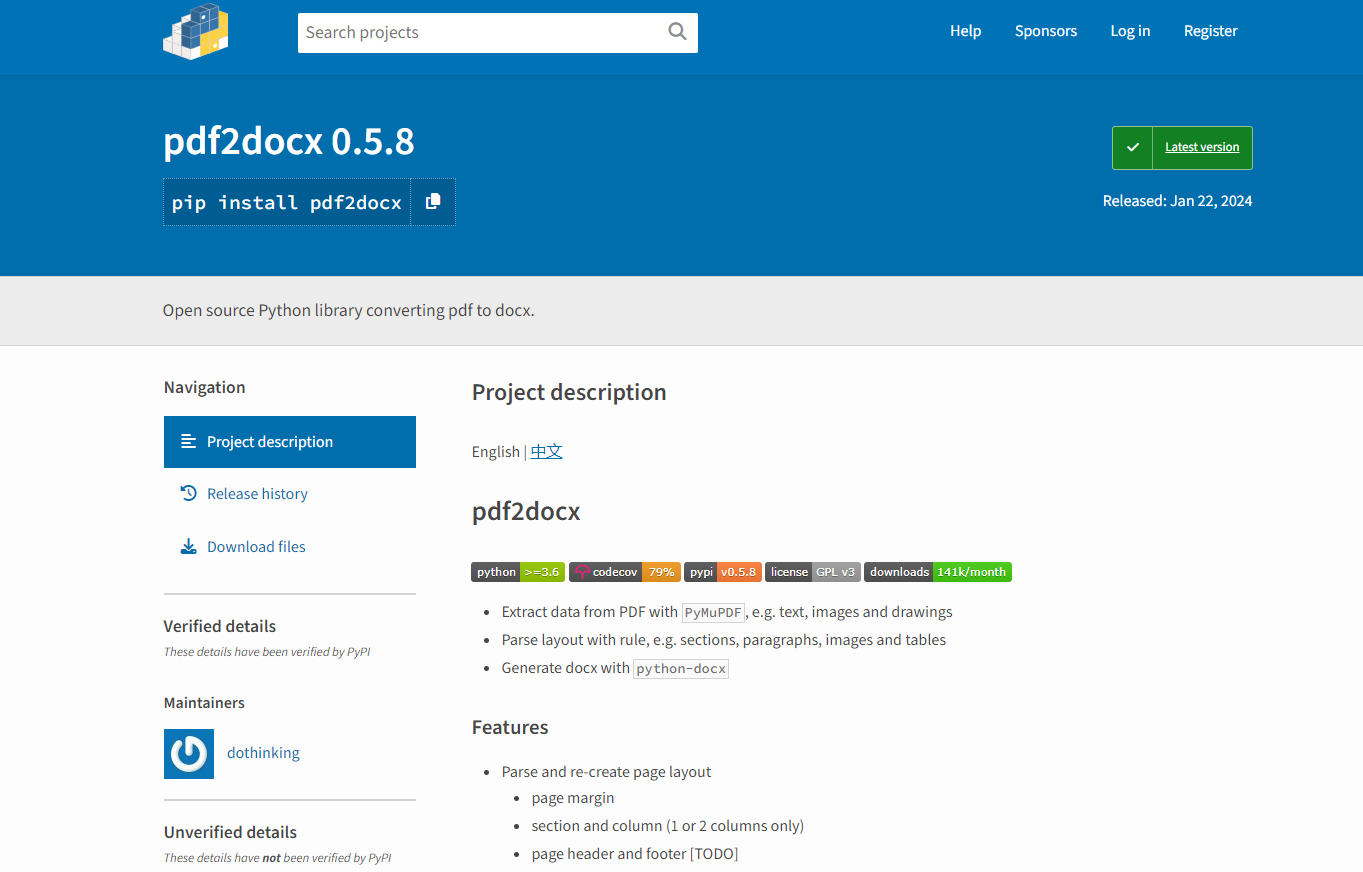 Search projects
Help Sponsors Log in Register
pdf2docx 0.5.8
pip install pdf2docx
Latest version
Released: Jan 22, 2024
Open source Python library converting pdf to docx.
Navigation
Project description
Release history
Download files
Verified details
These details have been verified by PyPI
Maintainers
dothinking
Unverified details
These details have not been verified by PyPI
Project description
English | 中文
pdf2docx
python >=3.6 codecov 79% pypi v0.5.8 license GPL v3 downloads 141k/month
Extract data from PDF with PyMuPDF, e.g. text, images and drawings
Parse layout with rule, e.g. sections, paragraphs, images and tables
Generate docx with python-docx
Features
Parse and re-create page layout
page margin
section and column (1 or 2 columns only)
page header and footer [TODO]